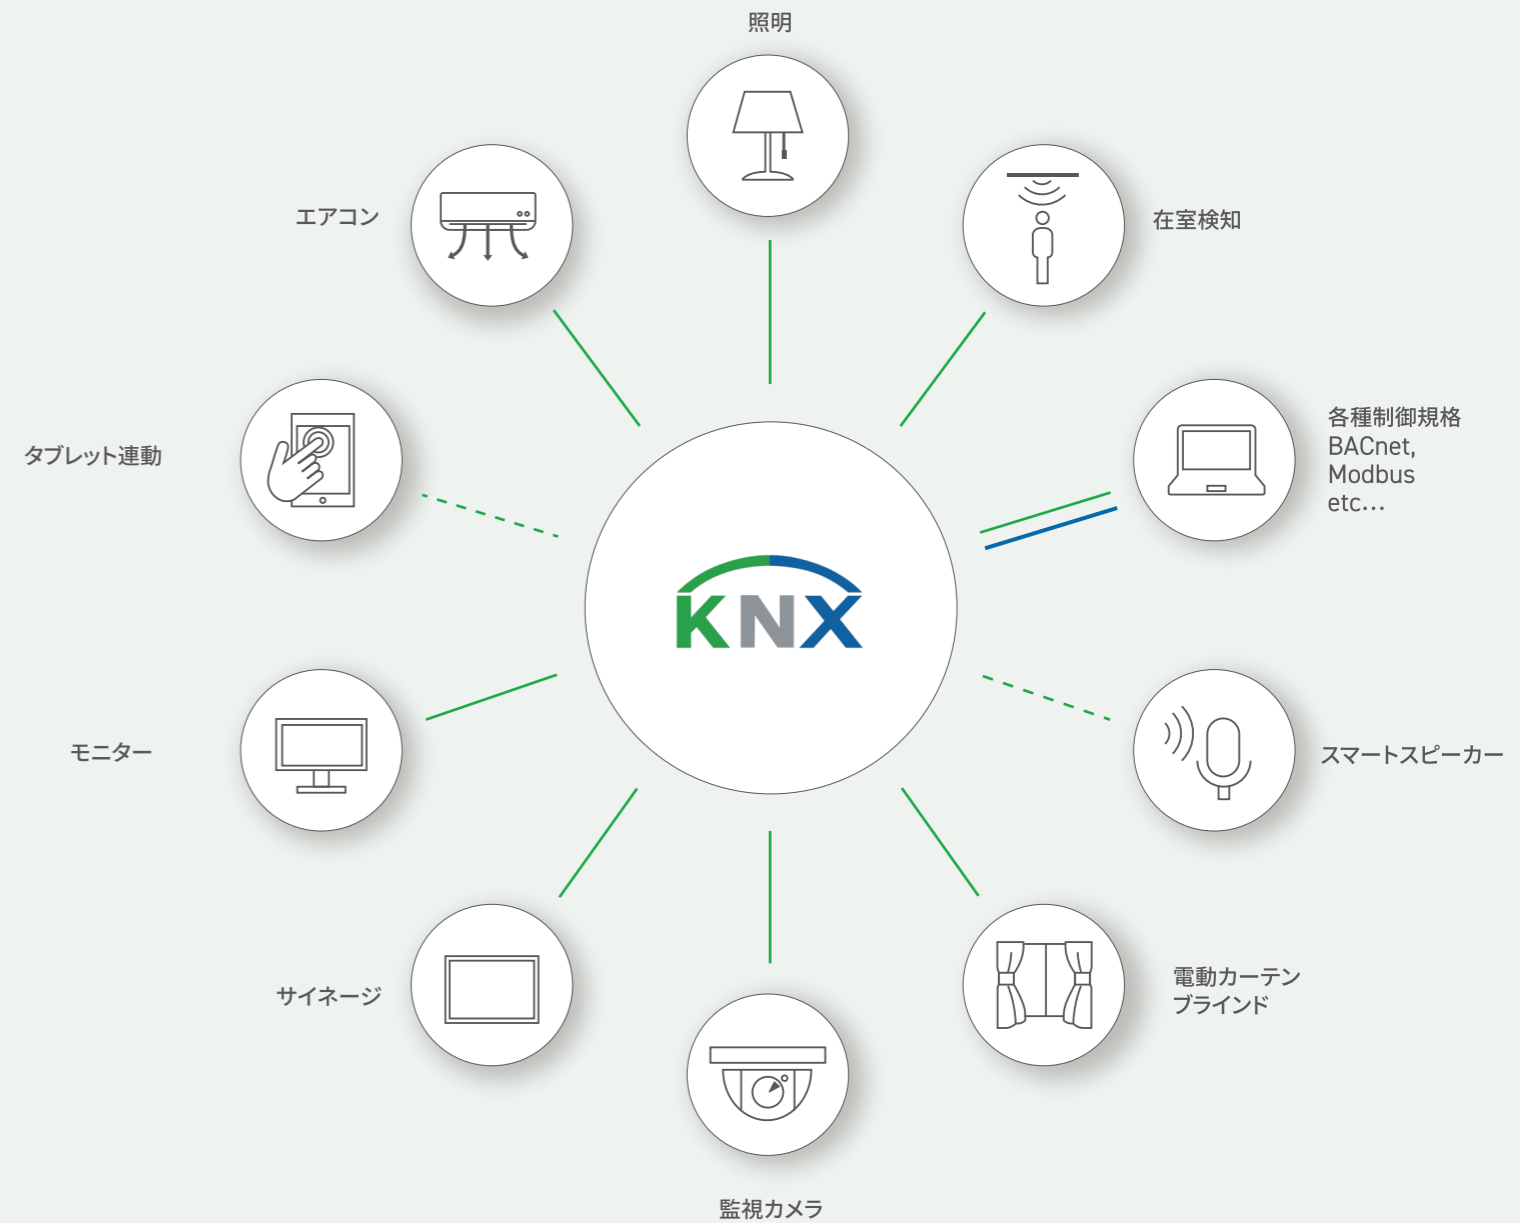 照明
エアコン
在室検知
タブレット連動
各種制御規格
BACnet,
Modbus
etc…
KNX
モニター
スマートスピーカー
サイネージ
電動カーテン
ブラインド
監視カメラ